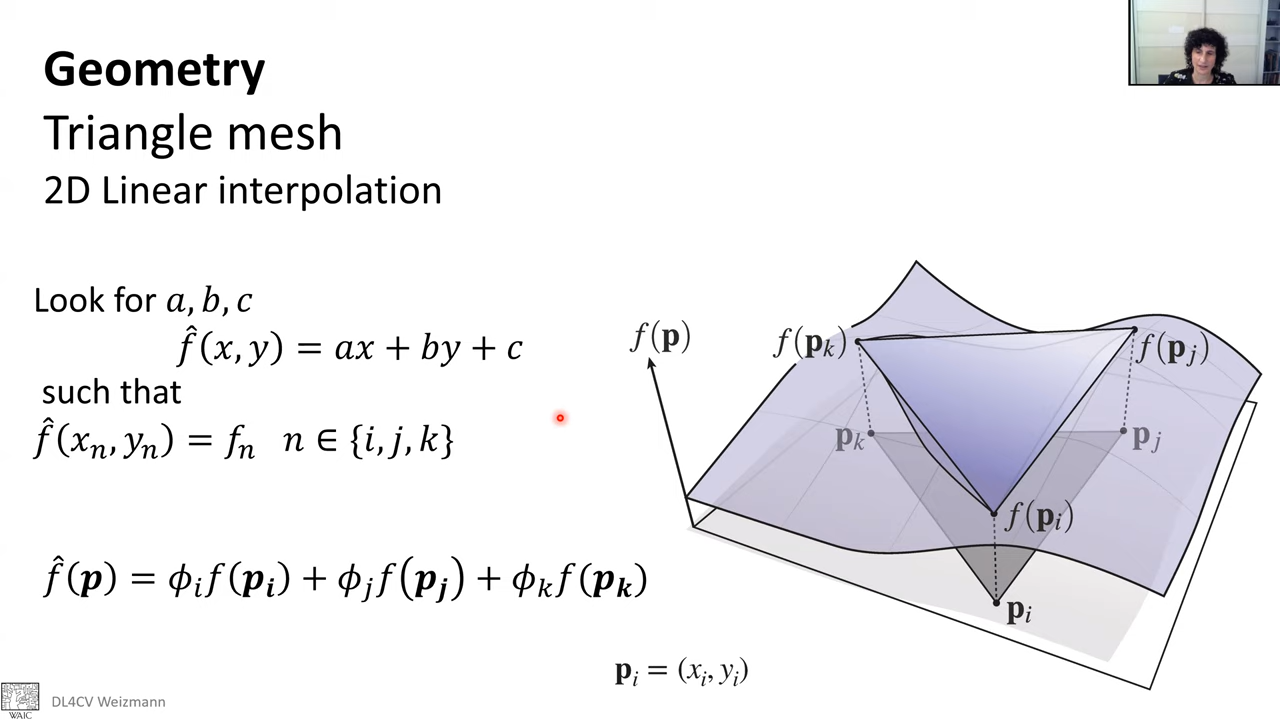 Geometry
Triangle mesh
2D Linear interpolation
Look for a, b, c
f̂(x, y) = ax + by + c
such that
f̂(xₙ, yₙ) = fₙ n ∈ {i, j, k}
f̂(p) = ϕᵢf(pᵢ) + ϕⱼf(pⱼ) + ϕₖf(pₖ)
f(p)
f(pₖ)
f(pⱼ)
pₖ
pⱼ
f(pᵢ)
pᵢ
pᵢ = (xᵢ, yᵢ)
WAIC
DL4CV Weizmann